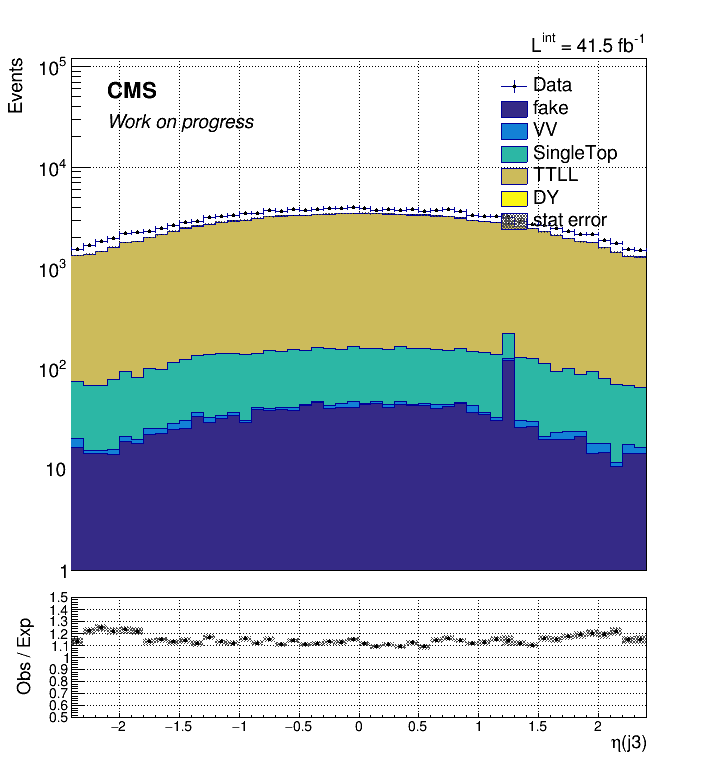 L^int = 41.5 fb^-1
Events
10^5
10^4
10^3
10^2
10
1
CMS
Work on progress
Data
fake
VV
SingleTop
TTLL
DY
stat error
Obs / Exp
1.5
1.4
1.3
1.2
1.1
1
0.9
0.8
0.7
0.6
0.5
−2 −1.5 −1 −0.5 0 0.5 1 1.5 2
η(j3)